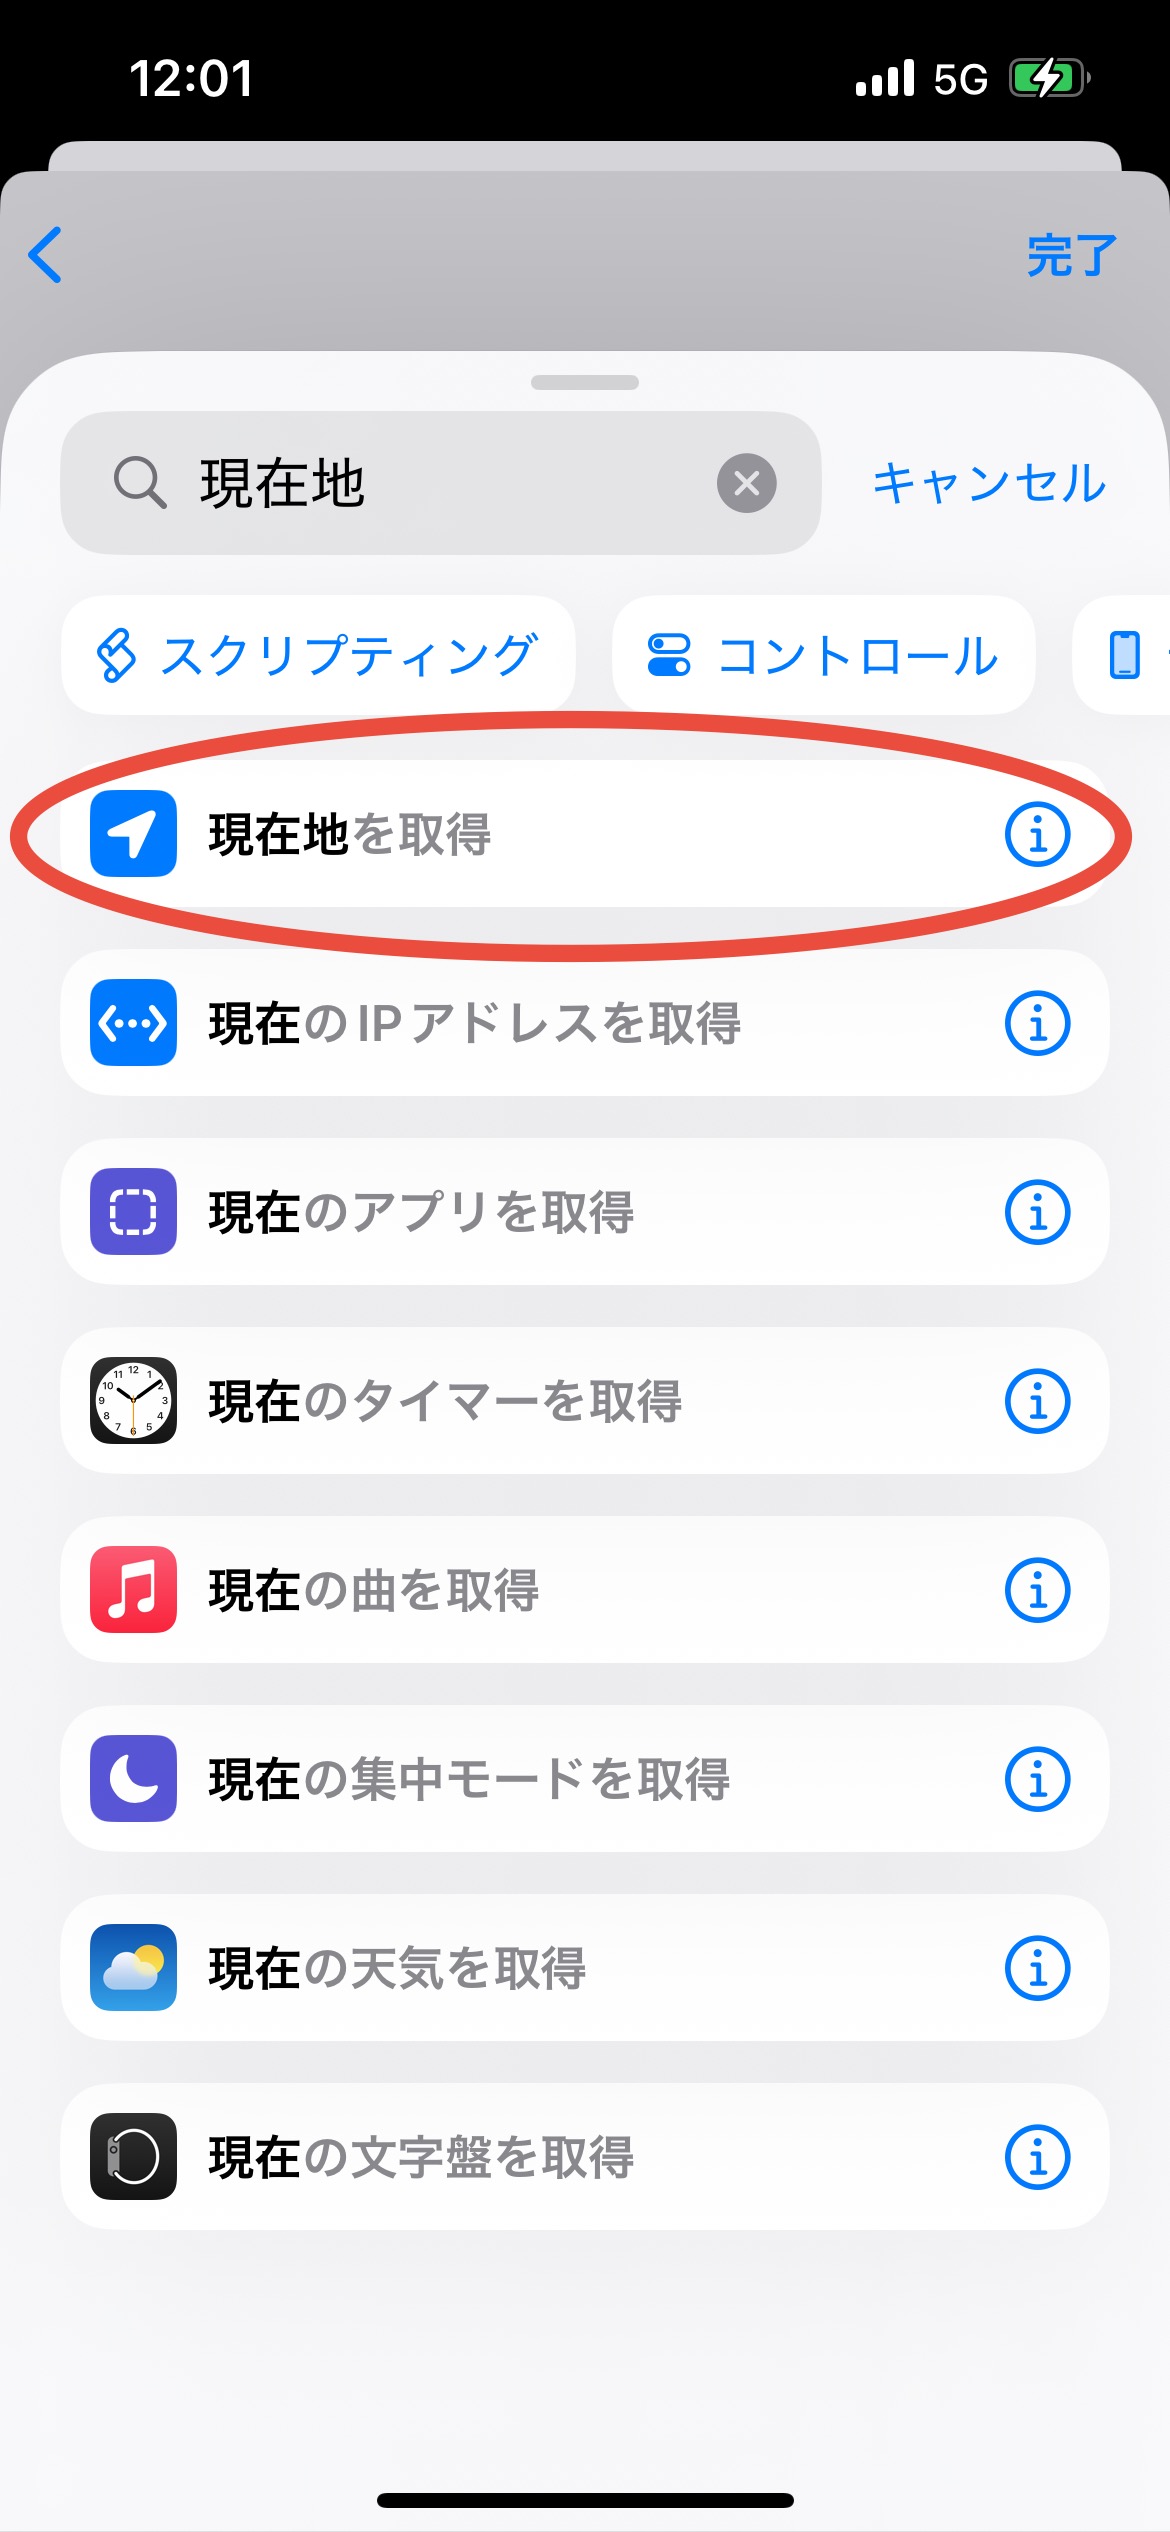 12:01 5G
完了
現在地 キャンセル
スクリプティング コントロール
現在地を取得
現在のIPアドレスを取得
現在のアプリを取得
現在のタイマーを取得
現在の曲を取得
現在の集中モードを取得
現在の天気を取得
現在の文字盤を取得